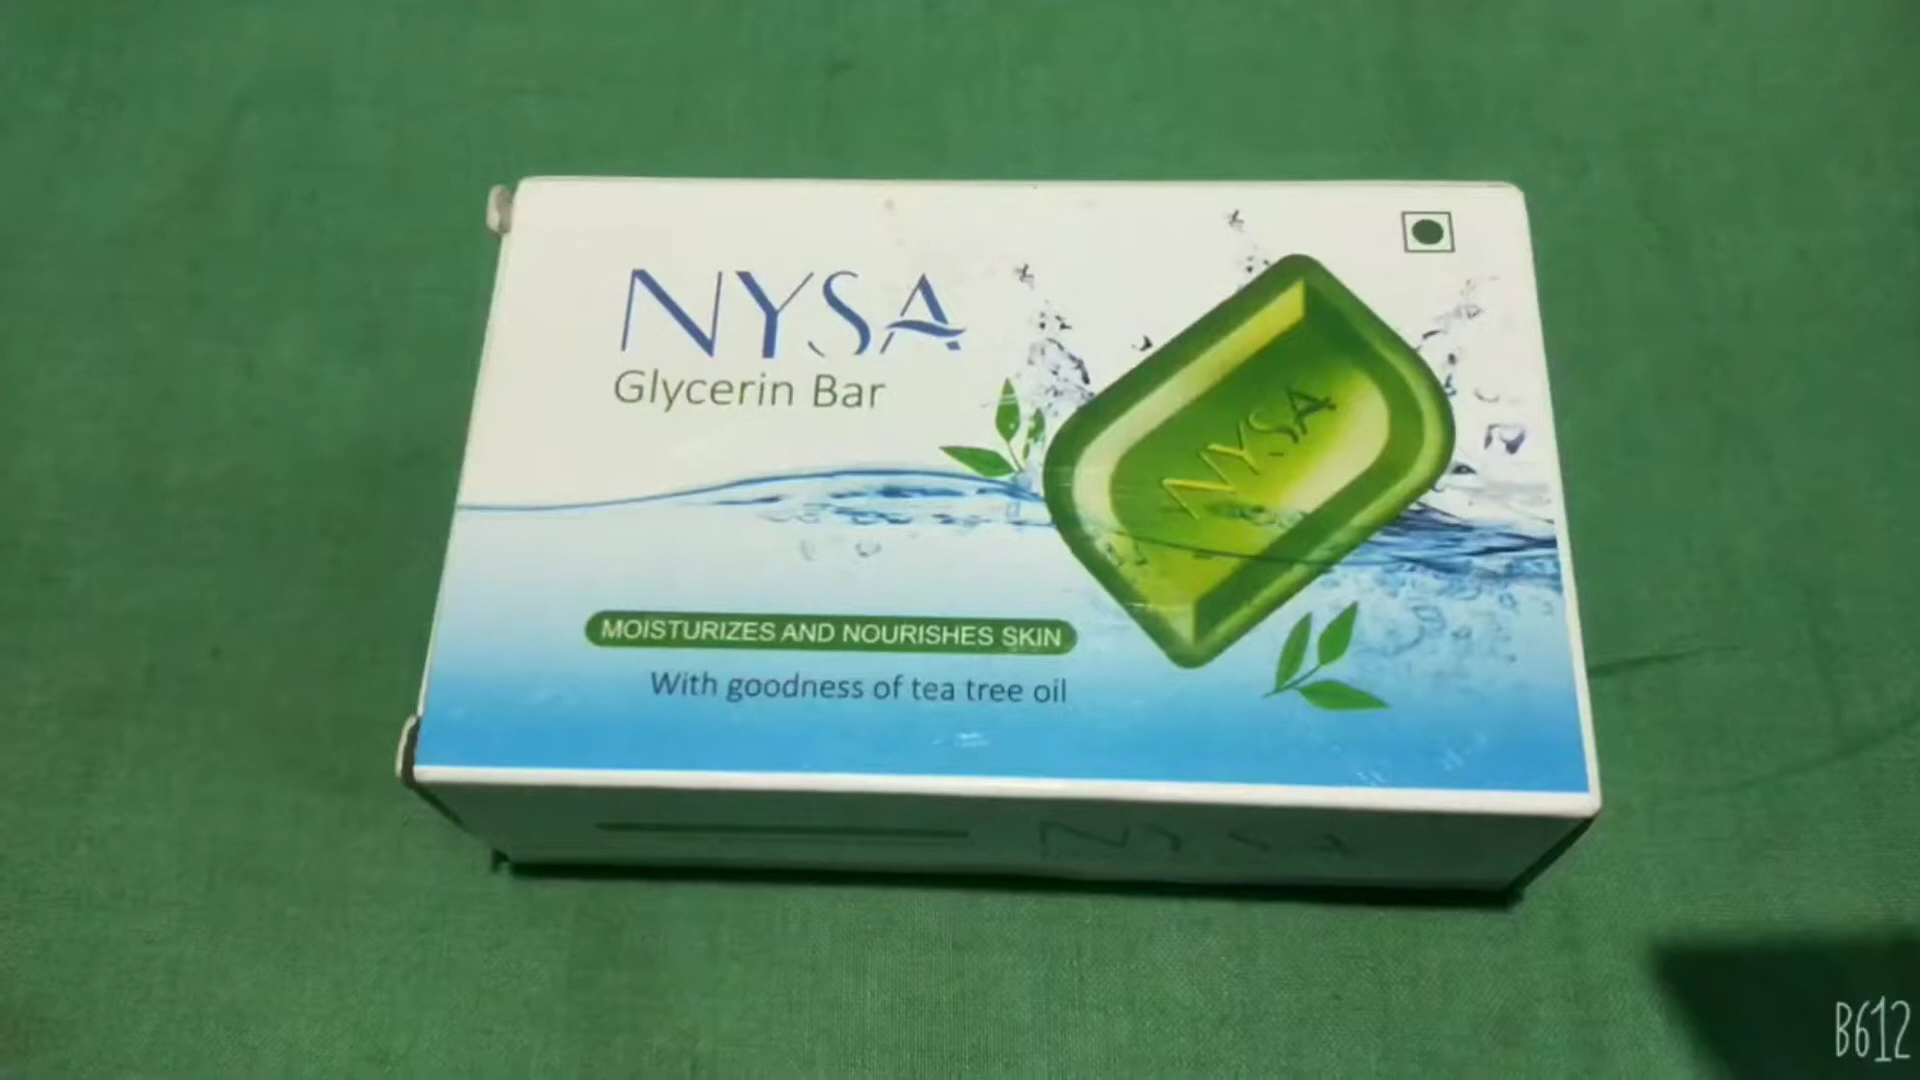 NYSA
Glycerin Bar
NYSA
MOISTURIZES AND NOURISHES SKIN
With goodness of tea tree oil
NYSA
B612